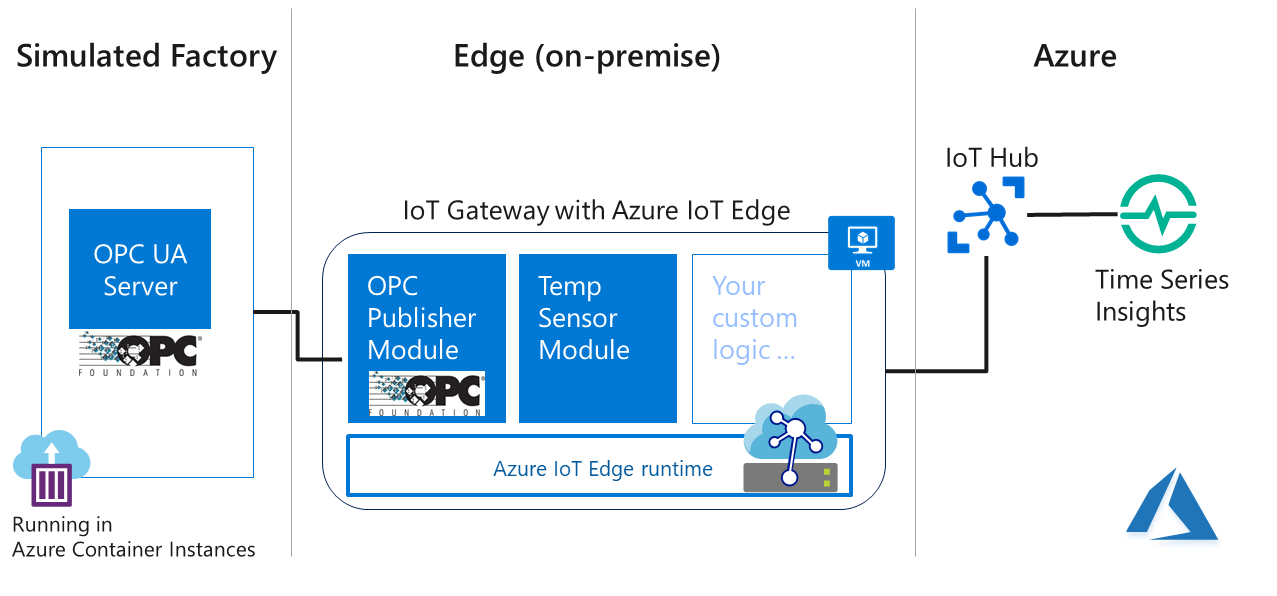 Simulated Factory
Edge (on-premise)
Azure
OPC UA
Server
OPC
FOUNDATION
Running in
Azure Container Instances
IoT Gateway with Azure IoT Edge
VM
OPC
Publisher
Module
OPC
FOUNDATION
Temp
Sensor
Module
Your
custom
logic ...
Azure IoT Edge runtime
IoT Hub
Time Series
Insights